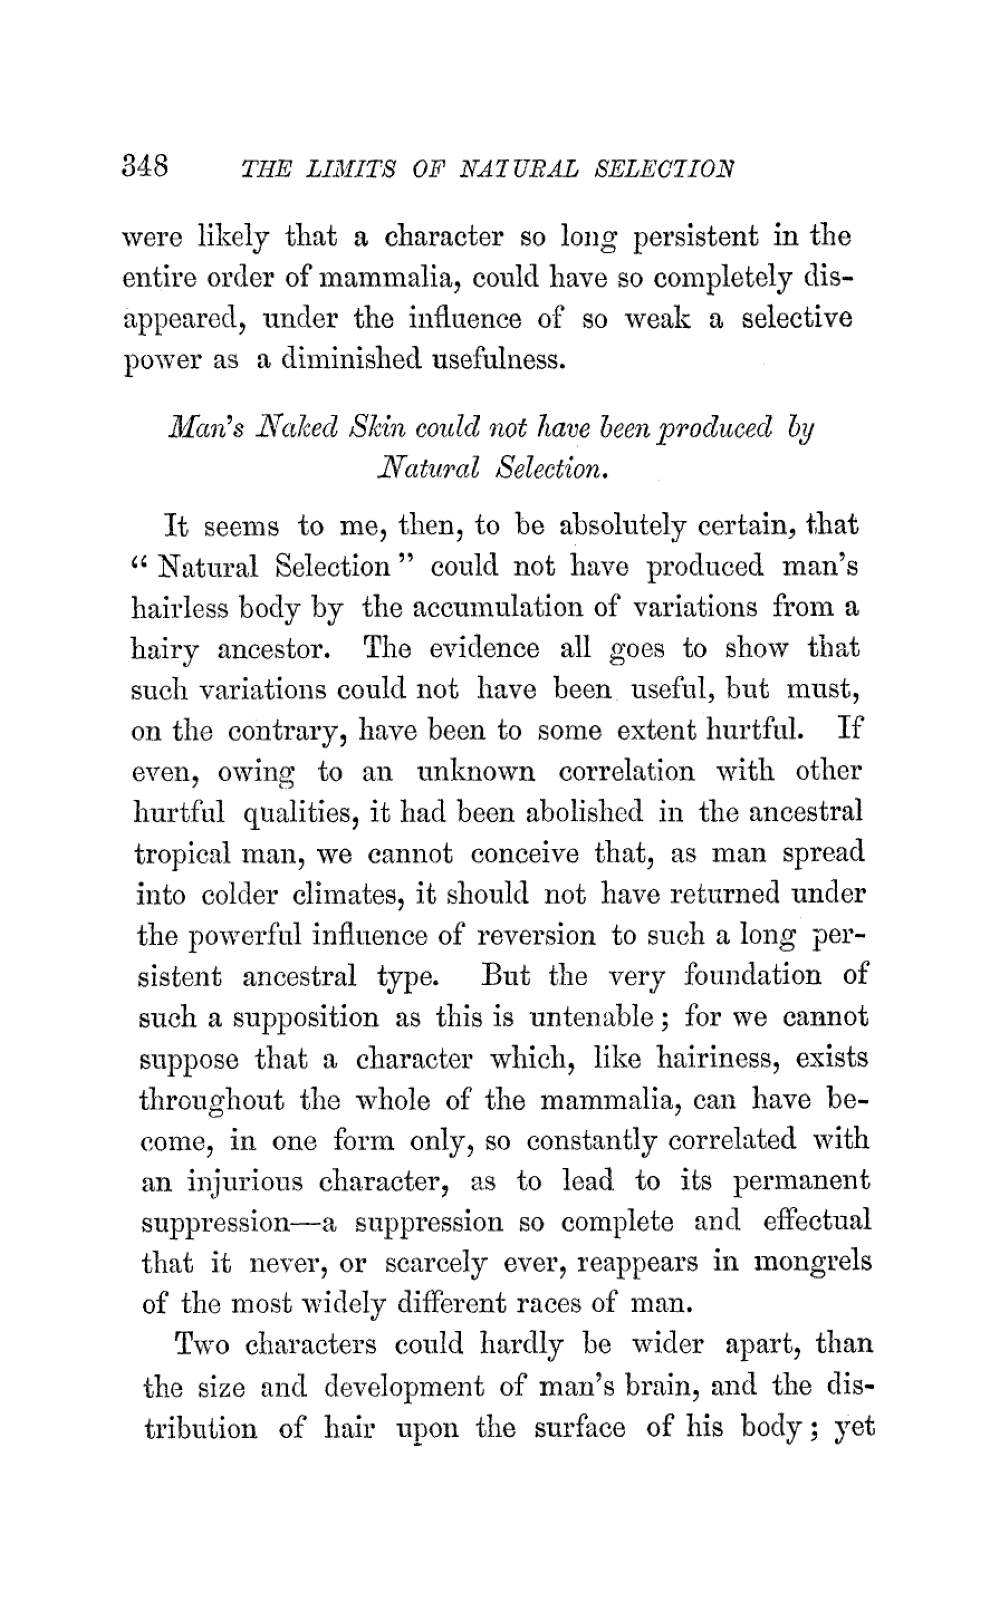 348 THE LIMITS OF NATURAL SELECTION
were likely that a character so long persistent in the
entire order of mammalia, could have so completely dis-
appeared, under the influence of so weak a selective
power as a diminished usefulness.
Man's Naked Skin could not have been produced by
Natural Selection.
It seems to me, then, to be absolutely certain, that
“ Natural Selection ” could not have produced man's
hairless body by the accumulation of variations from a
hairy ancestor. The evidence all goes to show that
such variations could not have been useful, but must,
on the contrary, have been to some extent hurtful. If
even, owing to an unknown correlation with other
hurtful qualities, it had been abolished in the ancestral
tropical man, we cannot conceive that, as man spread
into colder climates, it should not have returned under
the powerful influence of reversion to such a long per-
sistent ancestral type. But the very foundation of
such a supposition as this is untenable ; for we cannot
suppose that a character which, like hairiness, exists
throughout the whole of the mammalia, can have be-
come, in one form only, so constantly correlated with
an injurious character, as to lead to its permanent
suppression—a suppression so complete and effectual
that it never, or scarcely ever, reappears in mongrels
of the most widely different races of man.
Two characters could hardly be wider apart, than
the size and development of man's brain, and the dis-
tribution of hair upon the surface of his body ; yet